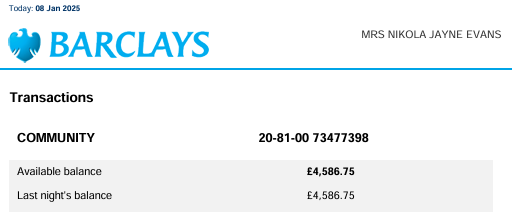 Today: 08 Jan 2025
BARCLAYS
MRS NIKOLA JAYNE EVANS
Transactions
COMMUNITY 20-81-00 73477398
Available balance £4,586.75
Last night's balance £4,586.75